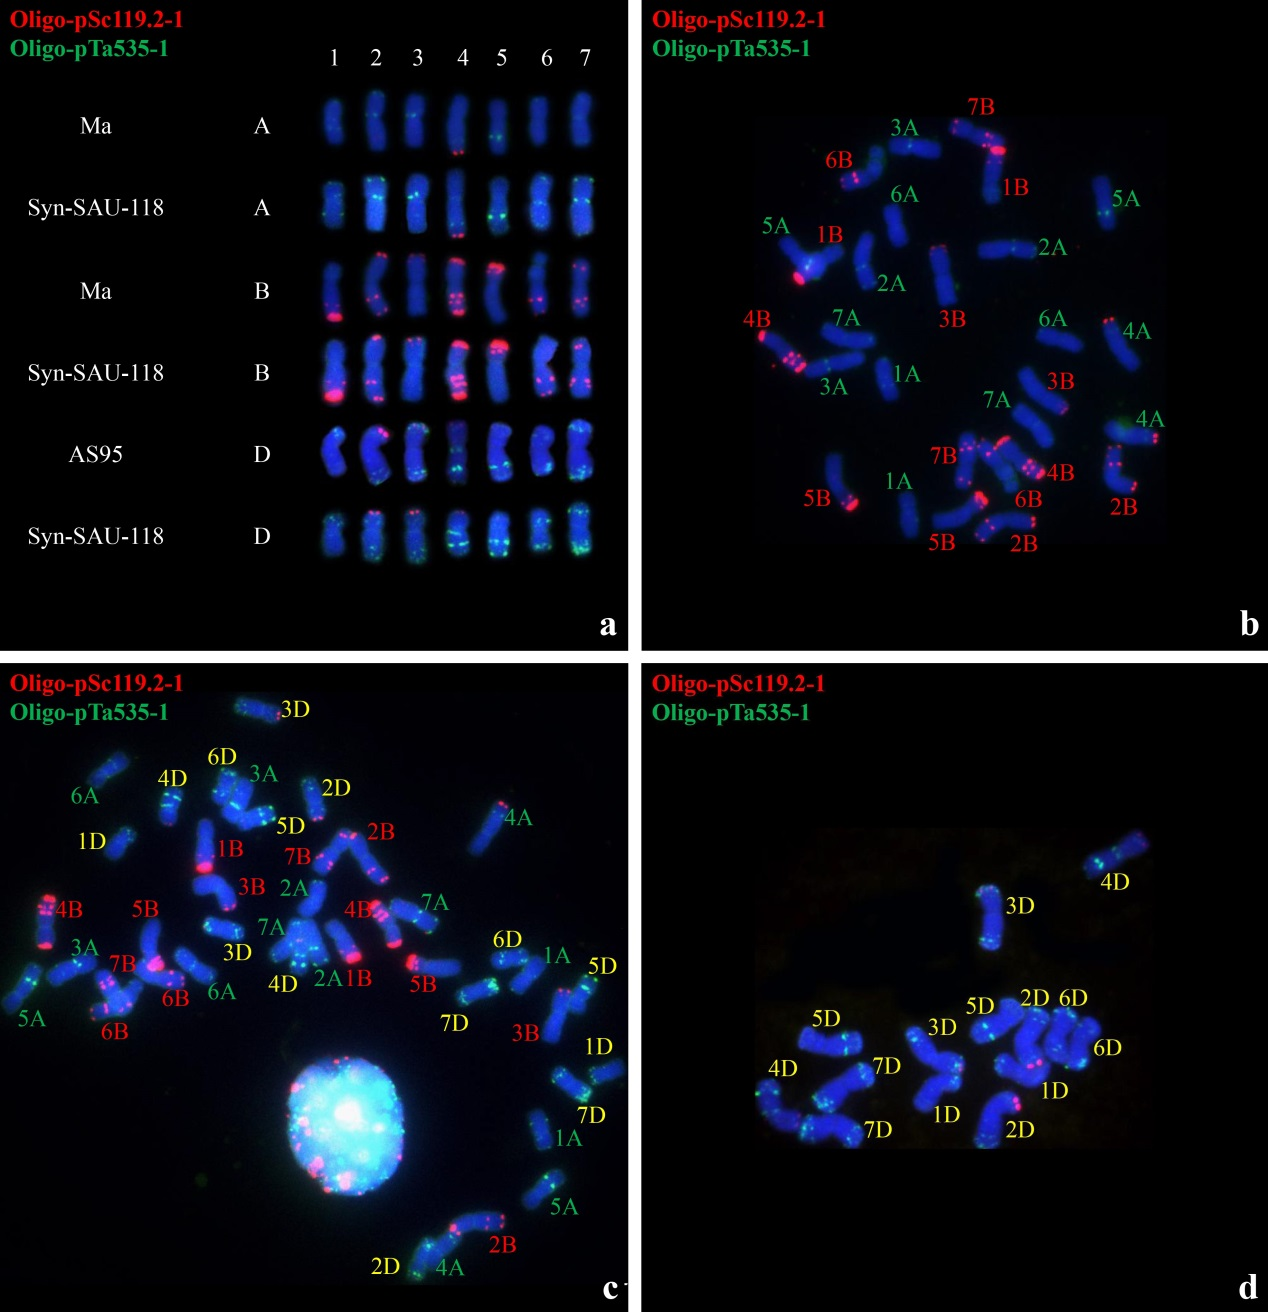 Oligo-pSc119.2-1
Oligo-pTa535-1
1 2 3 4 5 6 7
Ma A
Syn-SAU-118 A
Ma B
Syn-SAU-118 B
AS95 D
Syn-SAU-118 D
a
Oligo-pSc119.2-1
Oligo-pTa535-1
7B
3A
6B
1B
6A
5A
5A
1B
2A
2A
3B
4B
7A
6A
4A
3A
1A
3B
7A
4A
7B
4B
1A
6B
5B
2B
5B
2B
b
Oligo-pSc119.2-1
Oligo-pTa535-1
3D
6D
3A
4D
2D
6A
4A
5D
1D
2B
1B
7B
3B
2A
4B
5B
4B
7A
7A
3D
3A
6D
1A
7B
5D
4D
2A
1B
5B
6A
6B
7D
5A
6B
3B
1D
7D
1A
5A
2B
2D
4A
c
Oligo-pSc119.2-1
Oligo-pTa535-1
4D
3D
5D
2D
6D
5D
3D
6D
4D
7D
1D
1D
7D
2D
d